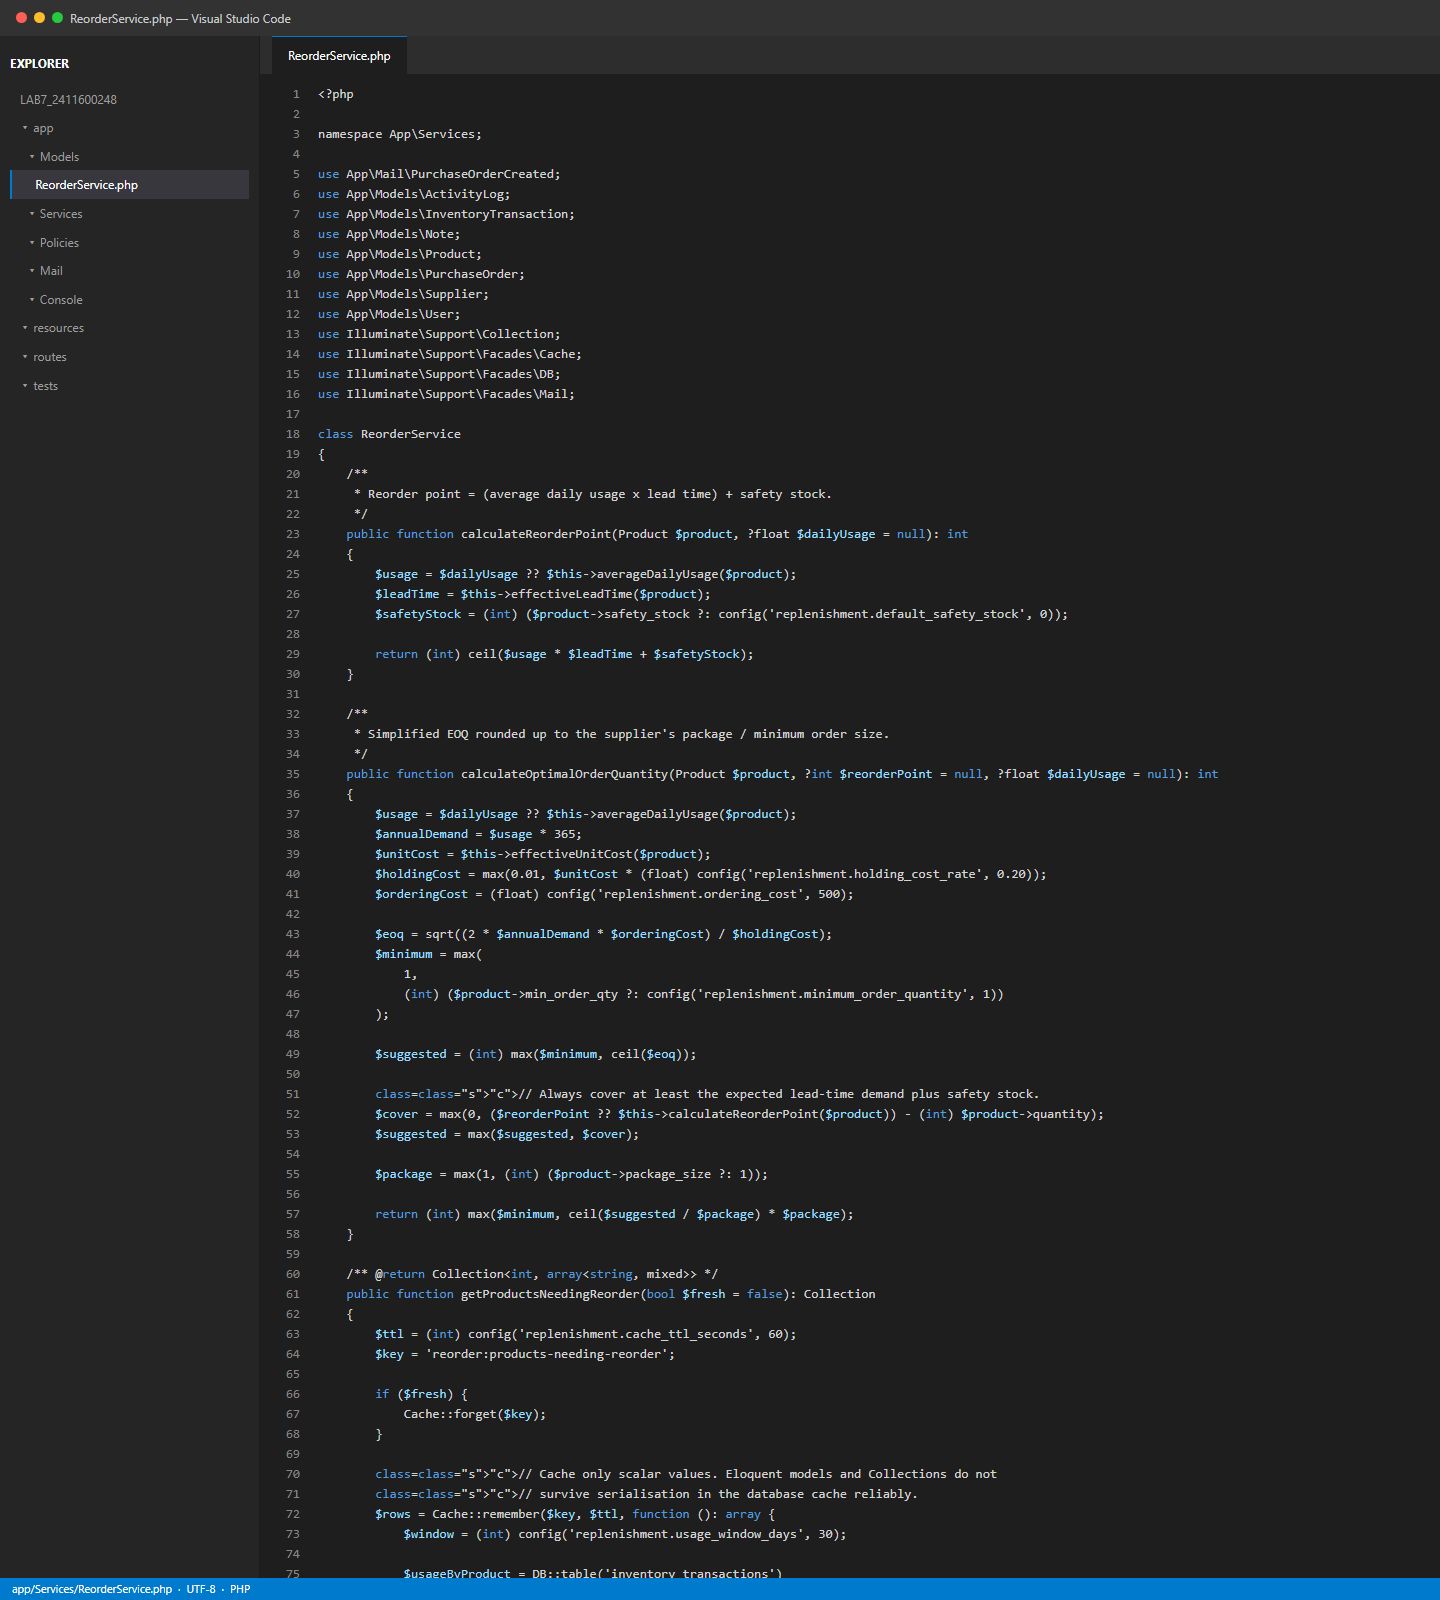 ReorderService.php — Visual Studio Code
EXPLORER
LAB7_2411600248
app
Models
ReorderService.php
Services
Policies
Mail
Console
resources
routes
tests
ReorderService.php
1 <?php
2
3 namespace App\Services;
4
5 use App\Mail\PurchaseOrderCreated;
6 use App\Models\ActivityLog;
7 use App\Models\InventoryTransaction;
8 use App\Models\Note;
9 use App\Models\Product;
10 use App\Models\PurchaseOrder;
11 use App\Models\Supplier;
12 use App\Models\User;
13 use Illuminate\Support\Collection;
14 use Illuminate\Support\Facades\Cache;
15 use Illuminate\Support\Facades\DB;
16 use Illuminate\Support\Facades\Mail;
17
18 class ReorderService
19 {
20     /**
21      * Reorder point = (average daily usage x lead time) + safety stock.
22      */
23     public function calculateReorderPoint(Product $product, ?float $dailyUsage = null): int
24     {
25         $usage = $dailyUsage ?? $this->averageDailyUsage($product);
26         $leadTime = $this->effectiveLeadTime($product);
27         $safetyStock = (int) ($product->safety_stock ?: config('replenishment.default_safety_stock', 0));
28
29         return (int) ceil($usage * $leadTime + $safetyStock);
30     }
31
32     /**
33      * Simplified EOQ rounded up to the supplier's package / minimum order size.
34      */
35     public function calculateOptimalOrderQuantity(Product $product, ?int $reorderPoint = null, ?float $dailyUsage = null): int
36     {
37         $usage = $dailyUsage ?? $this->averageDailyUsage($product);
38         $annualDemand = $usage * 365;
39         $unitCost = $this->effectiveUnitCost($product);
40         $holdingCost = max(0.01, $unitCost * (float) config('replenishment.holding_cost_rate', 0.20));
41         $orderingCost = (float) config('replenishment.ordering_cost', 500);
42
43         $eoq = sqrt((2 * $annualDemand * $orderingCost) / $holdingCost);
44         $minimum = max(
45             1,
46             (int) ($product->min_order_qty ?: config('replenishment.minimum_order_quantity', 1))
47         );
48
49         $suggested = (int) max($minimum, ceil($eoq));
50
51         class=class="s">"c">// Always cover at least the expected lead-time demand plus safety stock.
52         $cover = max(0, ($reorderPoint ?? $this->calculateReorderPoint($product)) - (int) $product->quantity);
53         $suggested = max($suggested, $cover);
54
55         $package = max(1, (int) ($product->package_size ?: 1));
56
57         return (int) max($minimum, ceil($suggested / $package) * $package);
58     }
59
60     /** @return Collection<int, array<string, mixed>> */
61     public function getProductsNeedingReorder(bool $fresh = false): Collection
62     {
63         $ttl = (int) config('replenishment.cache_ttl_seconds', 60);
64         $key = 'reorder:products-needing-reorder';
65
66         if ($fresh) {
67             Cache::forget($key);
68         }
69
70         class=class="s">"c">// Cache only scalar values. Eloquent models and Collections do not
71         class=class="s">"c">// survive serialisation in the database cache reliably.
72         $rows = Cache::remember($key, $ttl, function (): array {
73             $window = (int) config('replenishment.usage_window_days', 30);
74
75             $usageByProduct = DB::table('inventory_transactions')
app/Services/ReorderService.php · UTF-8 · PHP